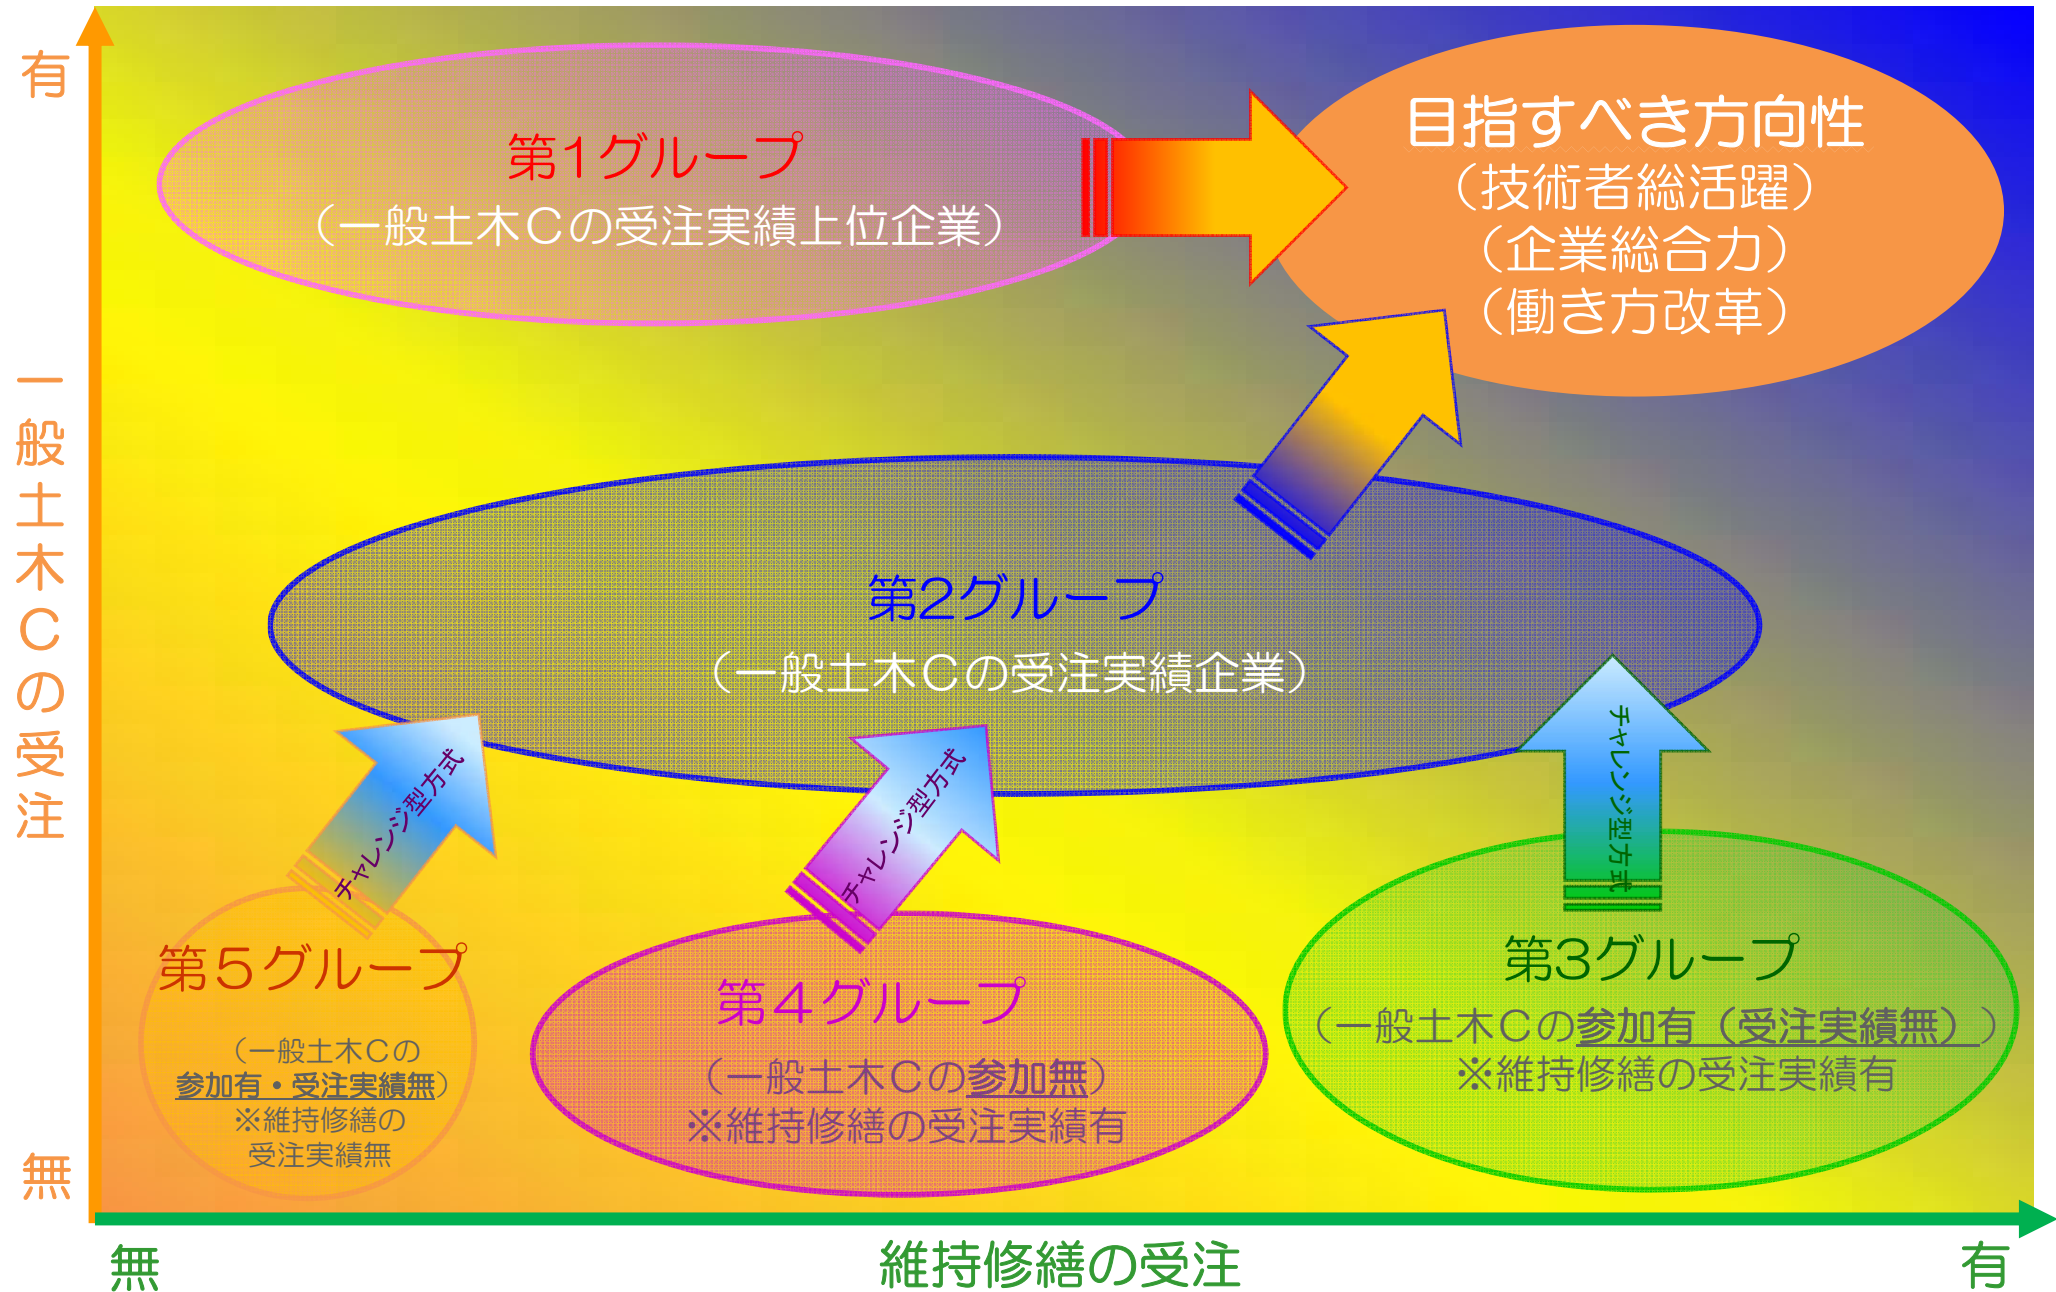 有
一般土木Ｃの受注
無
第1グループ
（一般土木Ｃの受注実績上位企業）
目指すべき方向性
（技術者総活躍）
（企業総合力）
（働き方改革）
第2グループ
（一般土木Ｃの受注実績企業）
チャレンジ型方式
チャレンジ型方式
チャレンジ型方式
第５グループ
（一般土木Ｃの
参加有・受注実績無）
※維持修繕の
受注実績無
第４グループ
（一般土木Ｃの参加無）
※維持修繕の受注実績有
第3グループ
（一般土木Ｃの参加有（受注実績無））
※維持修繕の受注実績有
無
維持修繕の受注
有